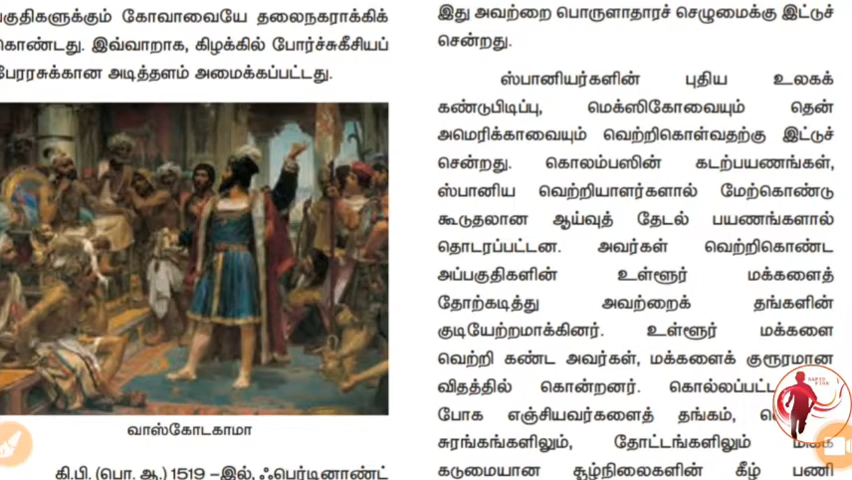 பகுதிகளுக்கும் கோவாவையே தலைநகராக்கிக்
கொண்டது. இவ்வாறாக, கிழக்கில் போர்ச்சுகீசியப்
பேரரசுக்கான அடித்தளம் அமைக்கப்பட்டது.
வாஸ்கோடகாமா
கி.பி. (பொ. ஆ.) 1519 –இல், ஃபெர்டினாண்ட்
இது அவற்றை பொருளாதாரச் செழுமைக்கு இட்டுச்
சென்றது.
ஸ்பானியர்களின் புதிய உலகக்
கண்டுபிடிப்பு, மெக்ஸிகோவையும் தென்
அமெரிக்காவையும் வெற்றிகொள்வதற்கு இட்டுச்
சென்றது. கொலம்பஸின் கடற்பயணங்கள்,
ஸ்பானிய வெற்றியாளர்களால் மேற்கொண்டு
கூடுதலான ஆய்வுத் தேடல் பயணங்களால்
தொடரப்பட்டன. அவர்கள் வெற்றிகொண்ட
அப்பகுதிகளின் உள்ளூர் மக்களைத்
தோற்கடித்து அவற்றைக் தங்களின்
குடியேற்றமாக்கினர். உள்ளூர் மக்களை
வெற்றி கண்ட அவர்கள், மக்களைக் குரூரமான
விதத்தில் கொன்றனர். கொல்லப்பட்ட
போக எஞ்சியவர்களைத் தங்கம்,
சுரங்கங்களிலும், தோட்டங்களிலும் மிகக்
கடுமையான சூழ்நிலைகளின் கீழ் பணி